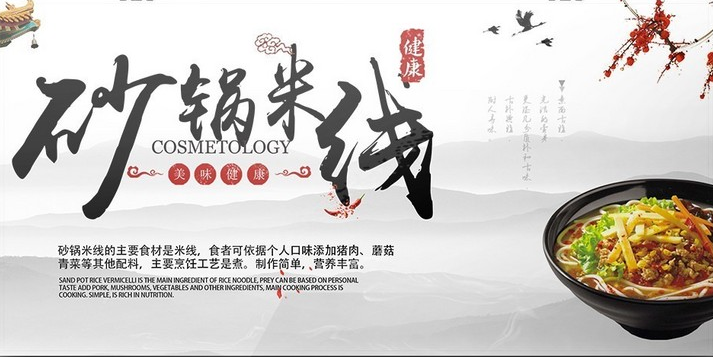 砂锅米线
健康
COSMETOLOGY
美味健康
砂锅米线的主要食材是米线，食者可依据个人口味添加猪肉、蘑菇
青菜等其他配料，主要烹饪工艺是煮。制作简单，营养丰富。
SAND POT RICE VERMICELLI IS THE MAIN INGREDIENT OF RICE NOODLE, PREY CAN BE BASED ON PERSONAL
TASTE ADD PORK, MUSHROOMS, VEGETABLES AND OTHER INGREDIENTS, MAIN COOKING PROCESS IS
COOKING. SIMPLE, IS RICH IN NUTRITION.